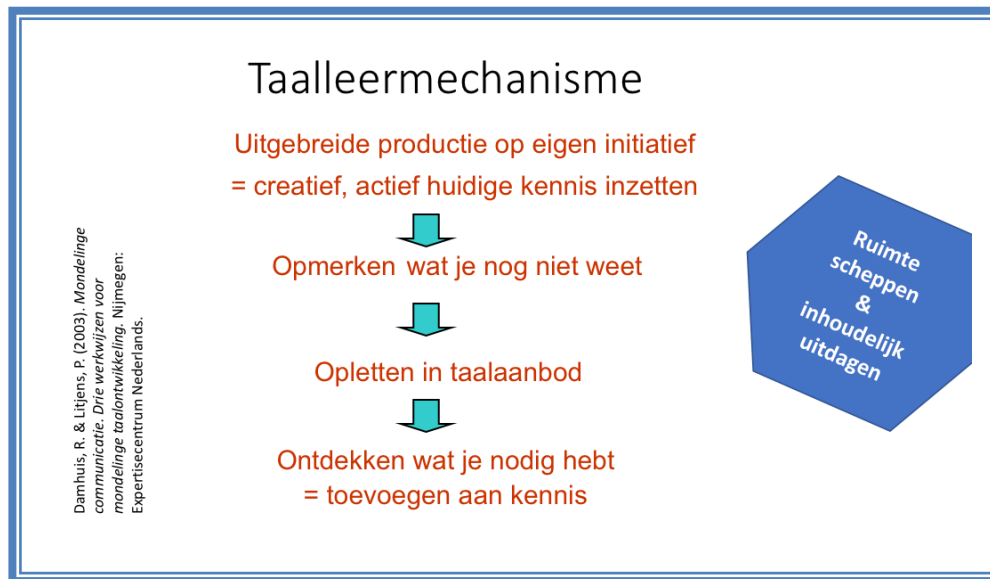 Taalleermechanisme
Uitgebreide productie op eigen initiatief
= creatief, actief huidige kennis inzetten
Opmerken wat je nog niet weet
Opletten in taalaanbod
Ontdekken wat je nodig hebt
= toevoegen aan kennis
Damhuis, R. & Litjens, P. (2003). Mondelinge
communicatie. Drie werkwijzen voor
mondelinge taalontwikkeling. Nijmegen:
Expertisecentrum Nederlands.
Ruimte
scheppen
&
inhoudelijk
uitdagen